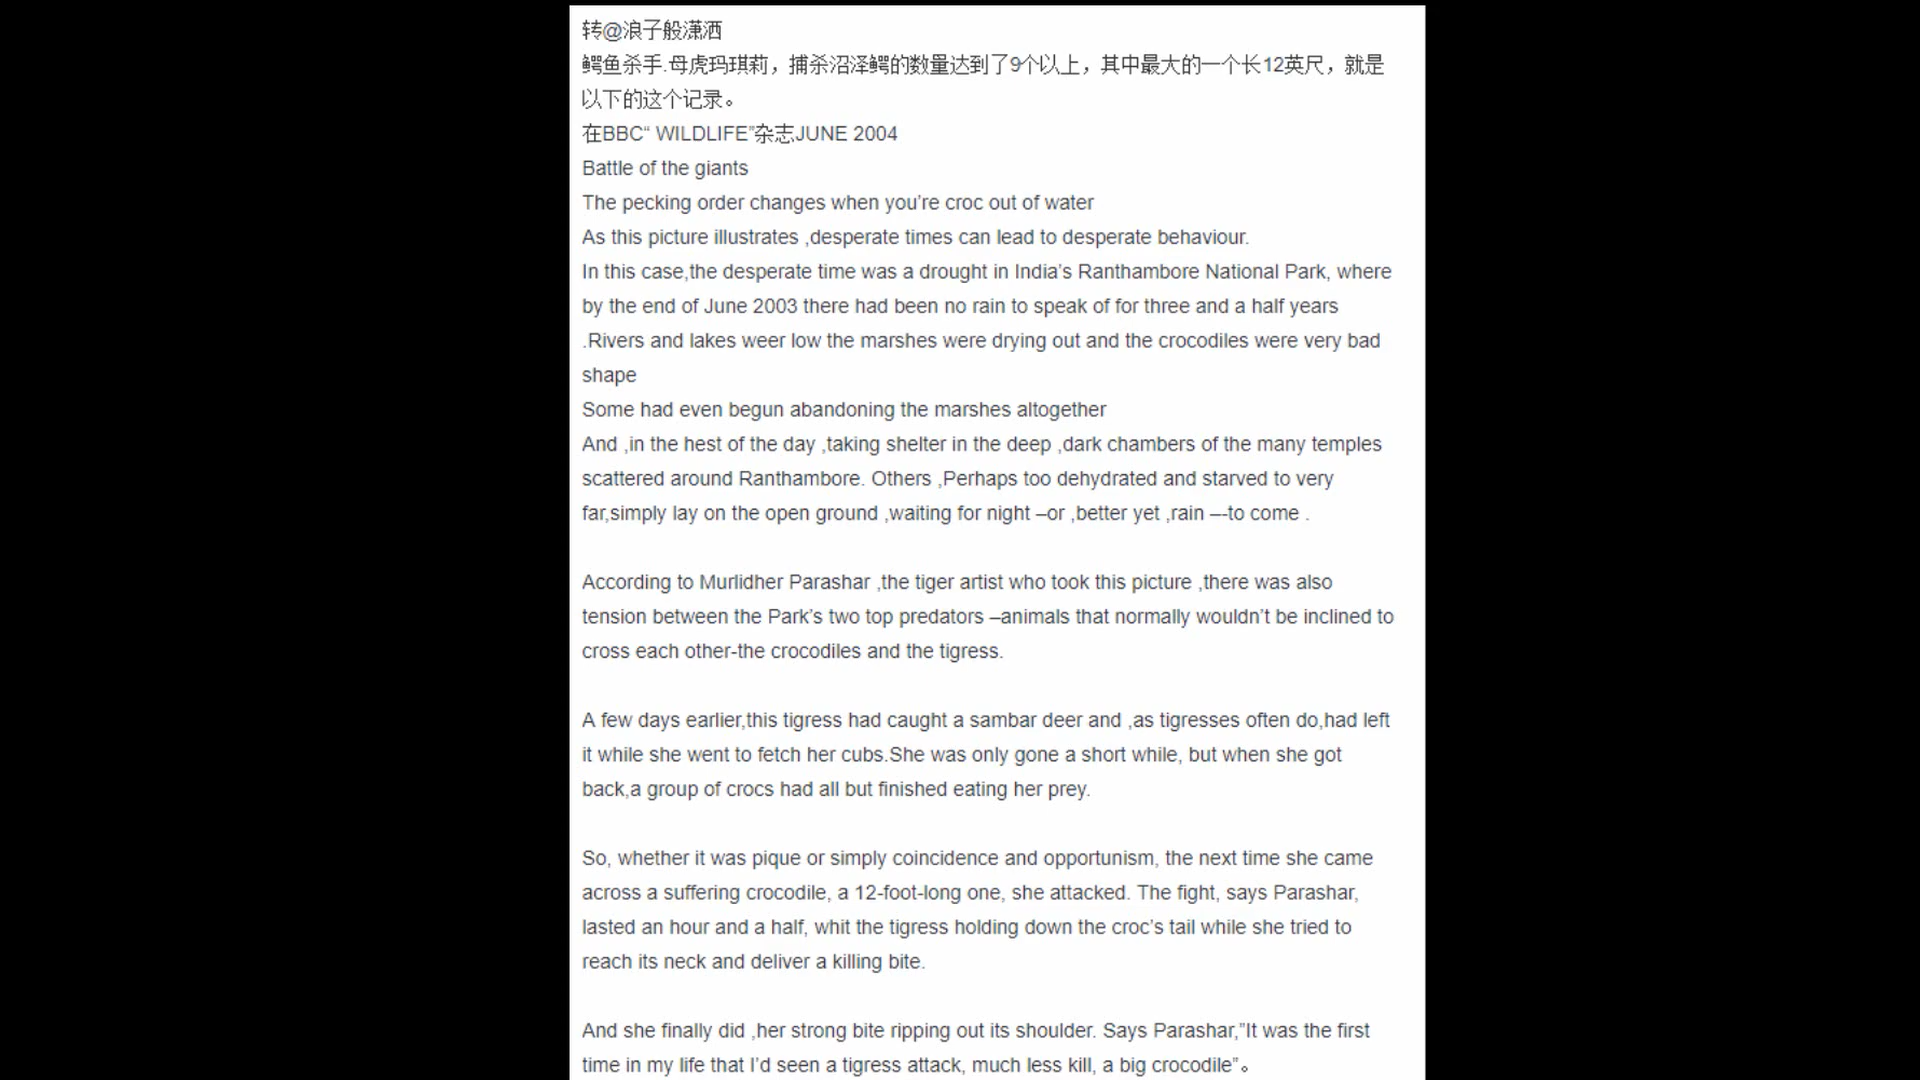 转@浪子般潇洒
鳄鱼杀手.母虎玛琪莉，捕杀沼泽鳄的数量达到了9个以上，其中最大的一个长12英尺，就是
以下的这个记录。
在BBC“ WILDLIFE”杂志JUNE 2004
Battle of the giants
The pecking order changes when you’re croc out of water
As this picture illustrates ,desperate times can lead to desperate behaviour.
In this case,the desperate time was a drought in India’s Ranthambore National Park, where
by the end of June 2003 there had been no rain to speak of for three and a half years
.Rivers and lakes weer low the marshes were drying out and the crocodiles were very bad
shape
Some had even begun abandoning the marshes altogether
And ,in the hest of the day ,taking shelter in the deep ,dark chambers of the many temples
scattered around Ranthambore. Others ,Perhaps too dehydrated and starved to very
far,simply lay on the open ground ,waiting for night –or ,better yet ,rain –-to come .
According to Murlidher Parashar ,the tiger artist who took this picture ,there was also
tension between the Park’s two top predators –animals that normally wouldn’t be inclined to
cross each other-the crocodiles and the tigress.
A few days earlier,this tigress had caught a sambar deer and ,as tigresses often do,had left
it while she went to fetch her cubs.She was only gone a short while, but when she got
back,a group of crocs had all but finished eating her prey.
So, whether it was pique or simply coincidence and opportunism, the next time she came
across a suffering crocodile, a 12-foot-long one, she attacked. The fight, says Parashar,
lasted an hour and a half, whit the tigress holding down the croc’s tail while she tried to
reach its neck and deliver a killing bite.
And she finally did ,her strong bite ripping out its shoulder. Says Parashar,”It was the first
time in my life that I’d seen a tigress attack, much less kill, a big crocodile”。